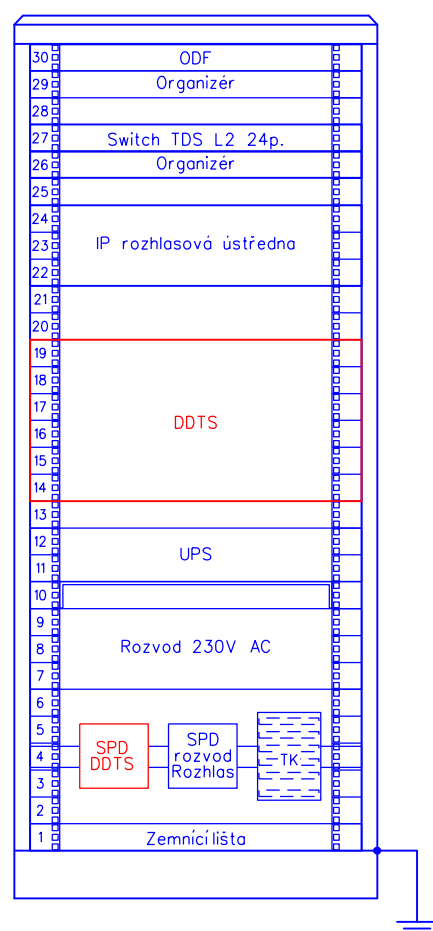 30 ODF
29 Organizér
28
27 Switch TDS L2 24p.
26 Organizér
25
24
23 IP rozhlasová ústředna
22
21
20
19
18
17 DDTS
16
15
14
13
12 UPS
11
10
9
8 Rozvod 230V AC
7
6
5
SPD
DDTS
SPD
rozvod
Rozhlas
TK
4
3
2
1 Zemnící lišta